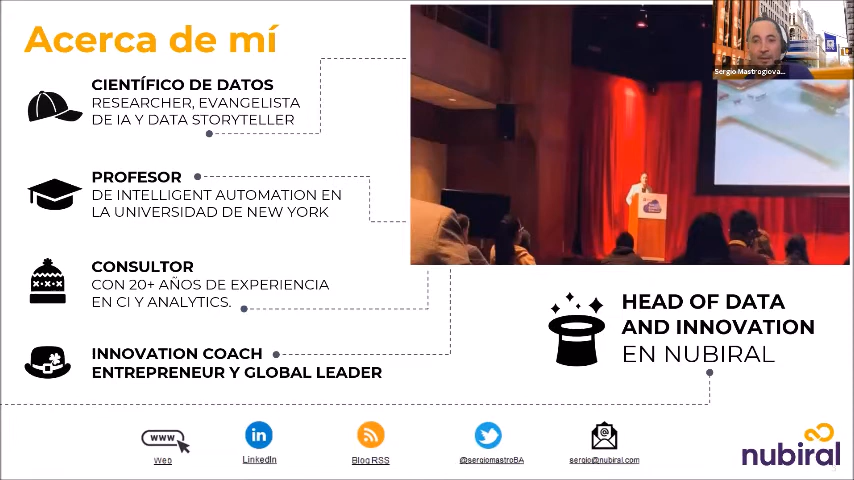 Acerca de mí
CIENTÍFICO DE DATOS
RESEARCHER, EVANGELISTA
DE IA Y DATA STORYTELLER
PROFESOR
DE INTELLIGENT AUTOMATION EN
LA UNIVERSIDAD DE NEW YORK
CONSULTOR
CON 20+ AÑOS DE EXPERIENCIA
EN CI Y ANALYTICS.
INNOVATION COACH
ENTREPRENEUR Y GLOBAL LEADER
Sergio Mastrogiova...
HEAD OF DATA
AND INNOVATION
EN NUBIRAL
WWW
Web
LinkedIn
Blog RSS
@sergiomastroBA
sergio@nubiral.com
nubiral